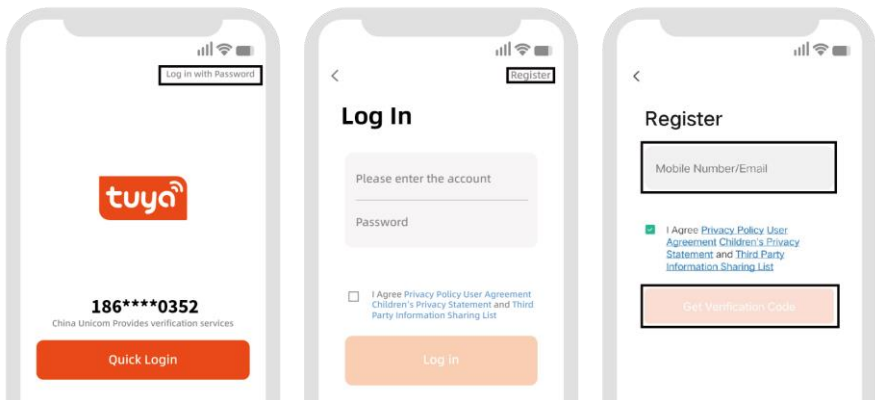 Log in with Password
tuya
186****0352
China Unicom Provides verification services
Quick Login
Register
Log In
Please enter the account
Password
I Agree Privacy Policy User Agreement
Children's Privacy Statement and Third
Party Information Sharing List
Log in
Register
Mobile Number/Email
I Agree Privacy Policy User
Agreement Children's Privacy
Statement and Third Party
Information Sharing List
Get Verification Code